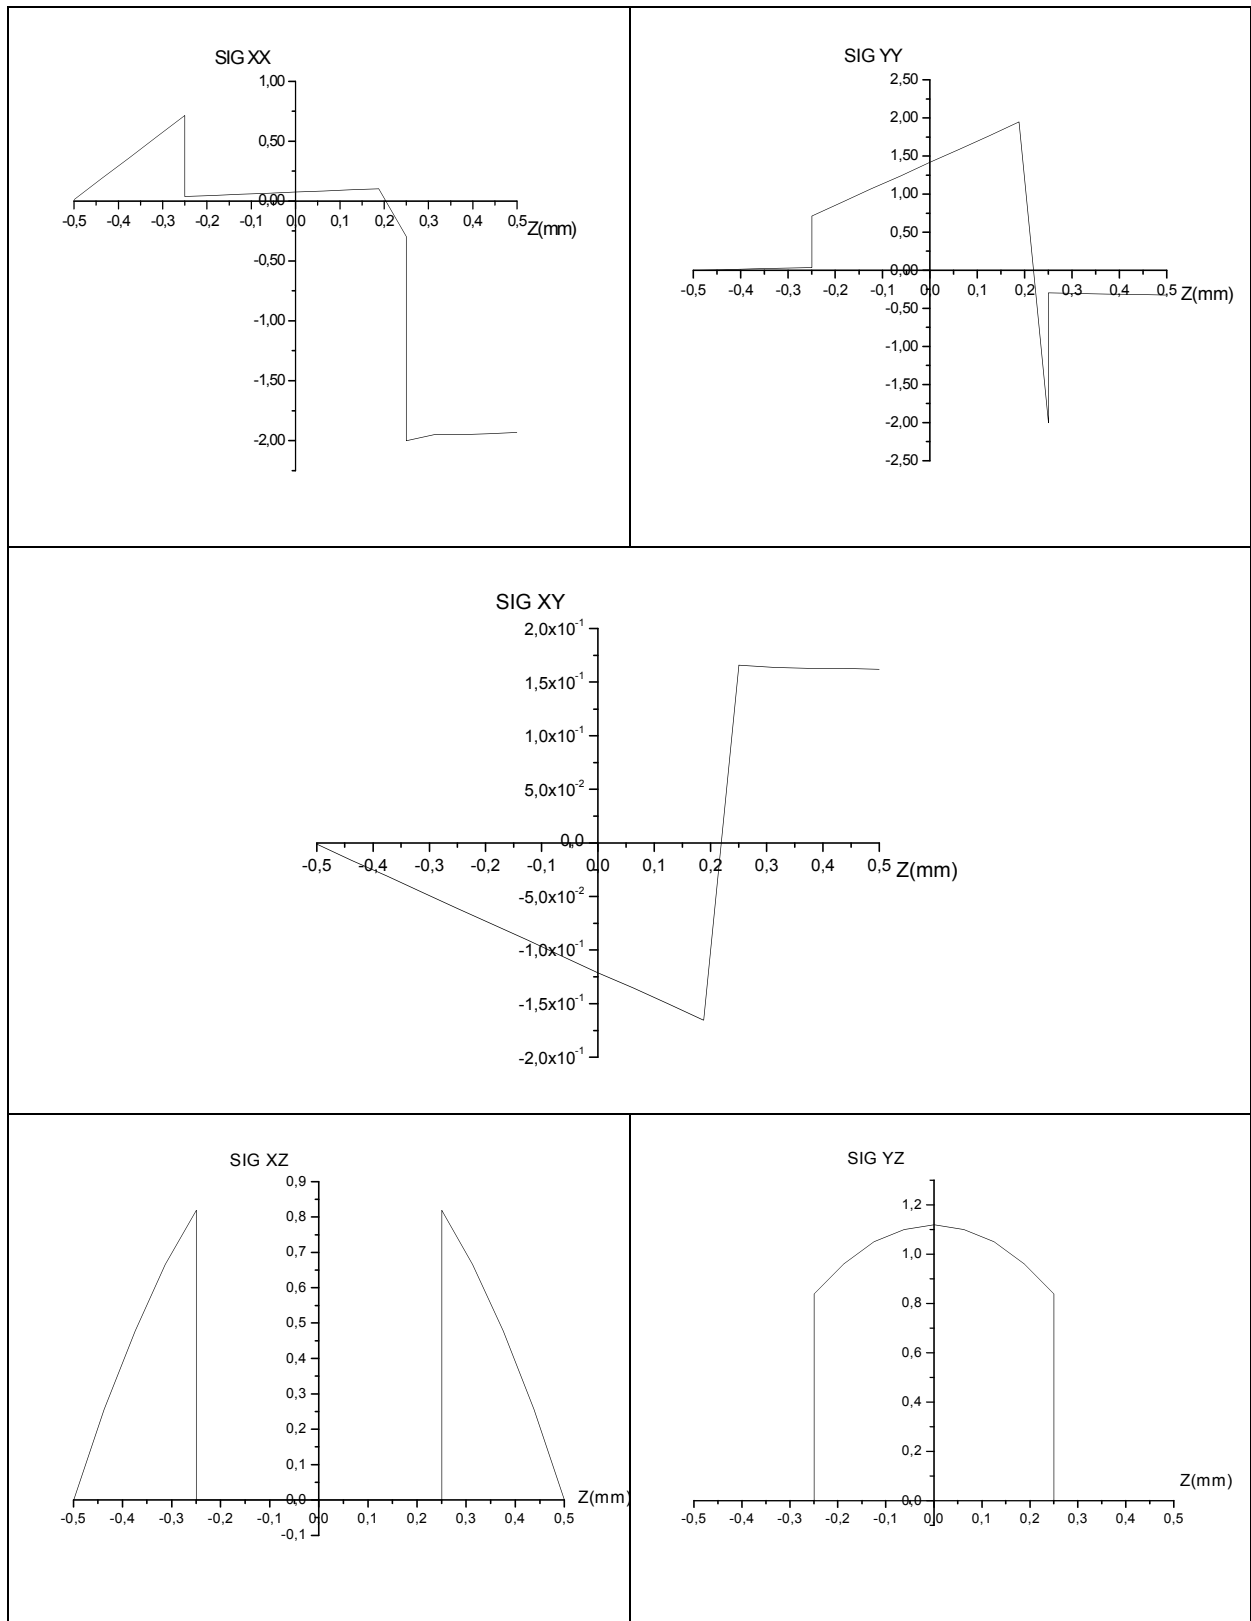 SIG XX
1,00
0,50
0,00
-0,5 -0,4 -0,3 -0,2 -0,1 0,0 0,1 0,2 0,3 0,4 0,5 Z(mm)
-0,50
-1,00
-1,50
-2,00
SIG YY
2,50
2,00
1,50
1,00
0,50
0,00
-0,5 -0,4 -0,3 -0,2 -0,1 0,0 0,1 0,2 0,3 0,4 0,5 Z(mm)
-0,50
-1,00
-1,50
-2,00
-2,50
SIG XY
2,0x10⁻¹
1,5x10⁻¹
1,0x10⁻¹
5,0x10⁻²
0,0
-0,5 -0,4 -0,3 -0,2 -0,1 0,0 0,1 0,2 0,3 0,4 0,5 Z(mm)
-5,0x10⁻²
-1,0x10⁻¹
-1,5x10⁻¹
-2,0x10⁻¹
SIG XZ
0,9
0,8
0,7
0,6
0,5
0,4
0,3
0,2
0,1
0,0 Z(mm)
-0,5 -0,4 -0,3 -0,2 -0,1 0,0 0,1 0,2 0,3 0,4 0,5
-0,1
SIG YZ
1,2
1,0
0,8
0,6
0,4
0,2
Z(mm)
0,0
-0,5 -0,4 -0,3 -0,2 -0,1 0,0 0,1 0,2 0,3 0,4 0,5